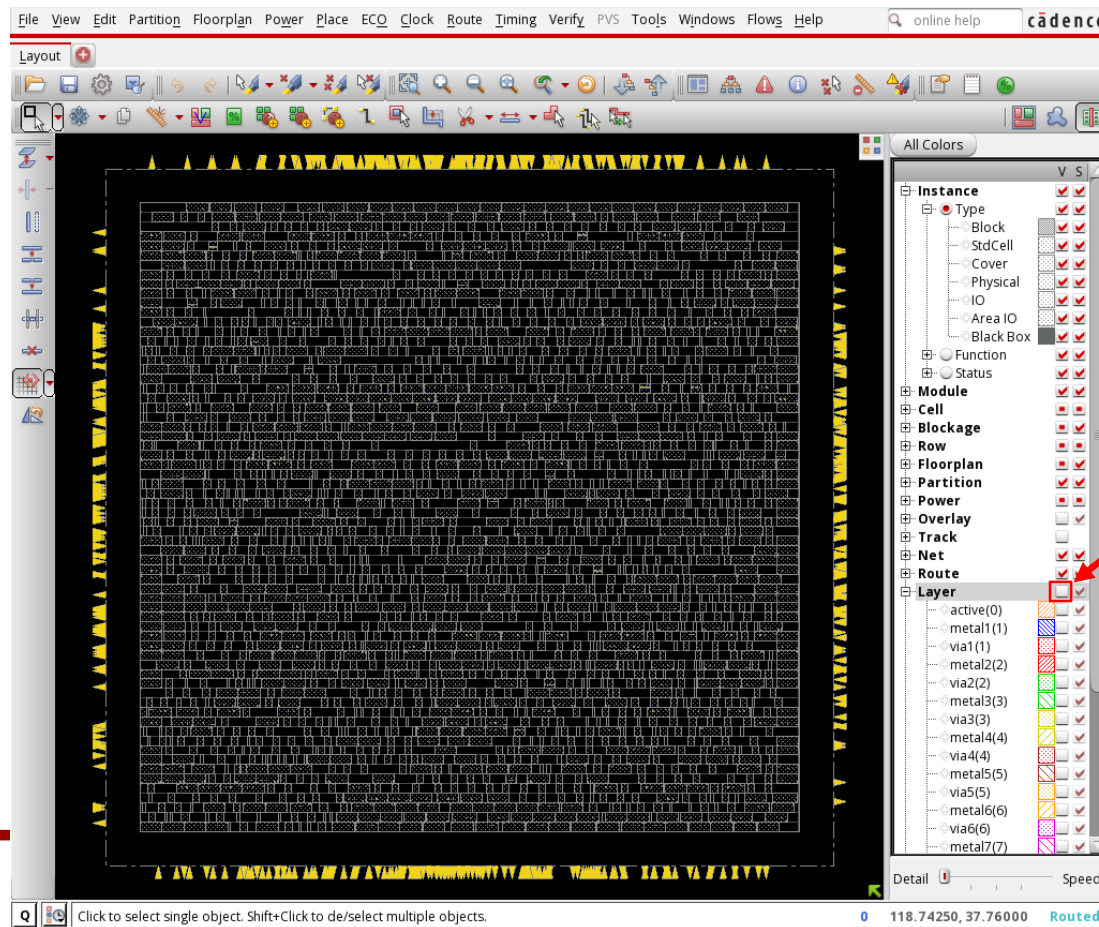 File View Edit Partition Floorplan Power Place ECO Clock Route Timing Verify PVS Tools Windows Flows Help online help cādence
Layout
All Colors
V S
Instance
Type
Block
StdCell
Cover
Physical
IO
Area IO
Black Box
Function
Status
Module
Cell
Blockage
Row
Floorplan
Partition
Power
Overlay
Track
Net
Route
Layer
active(0)
metal1(1)
via1(1)
metal2(2)
via2(2)
metal3(3)
via3(3)
metal4(4)
via4(4)
metal5(5)
via5(5)
metal6(6)
via6(6)
metal7(7)
Detail Speed
Q Click to select single object. Shift+Click to de/select multiple objects. 0 118.74250, 37.76000 Routed